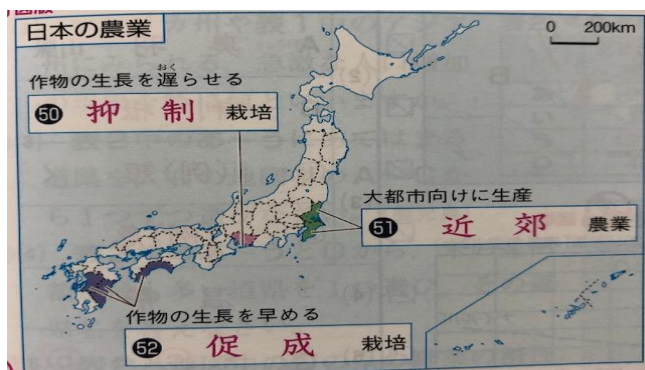 日本の農業
0 200km
作物の生長を遅らせる
おく
50 抑制 栽培
大都市向けに生産
51 近郊 農業
作物の生長を早める
52 促成 栽培